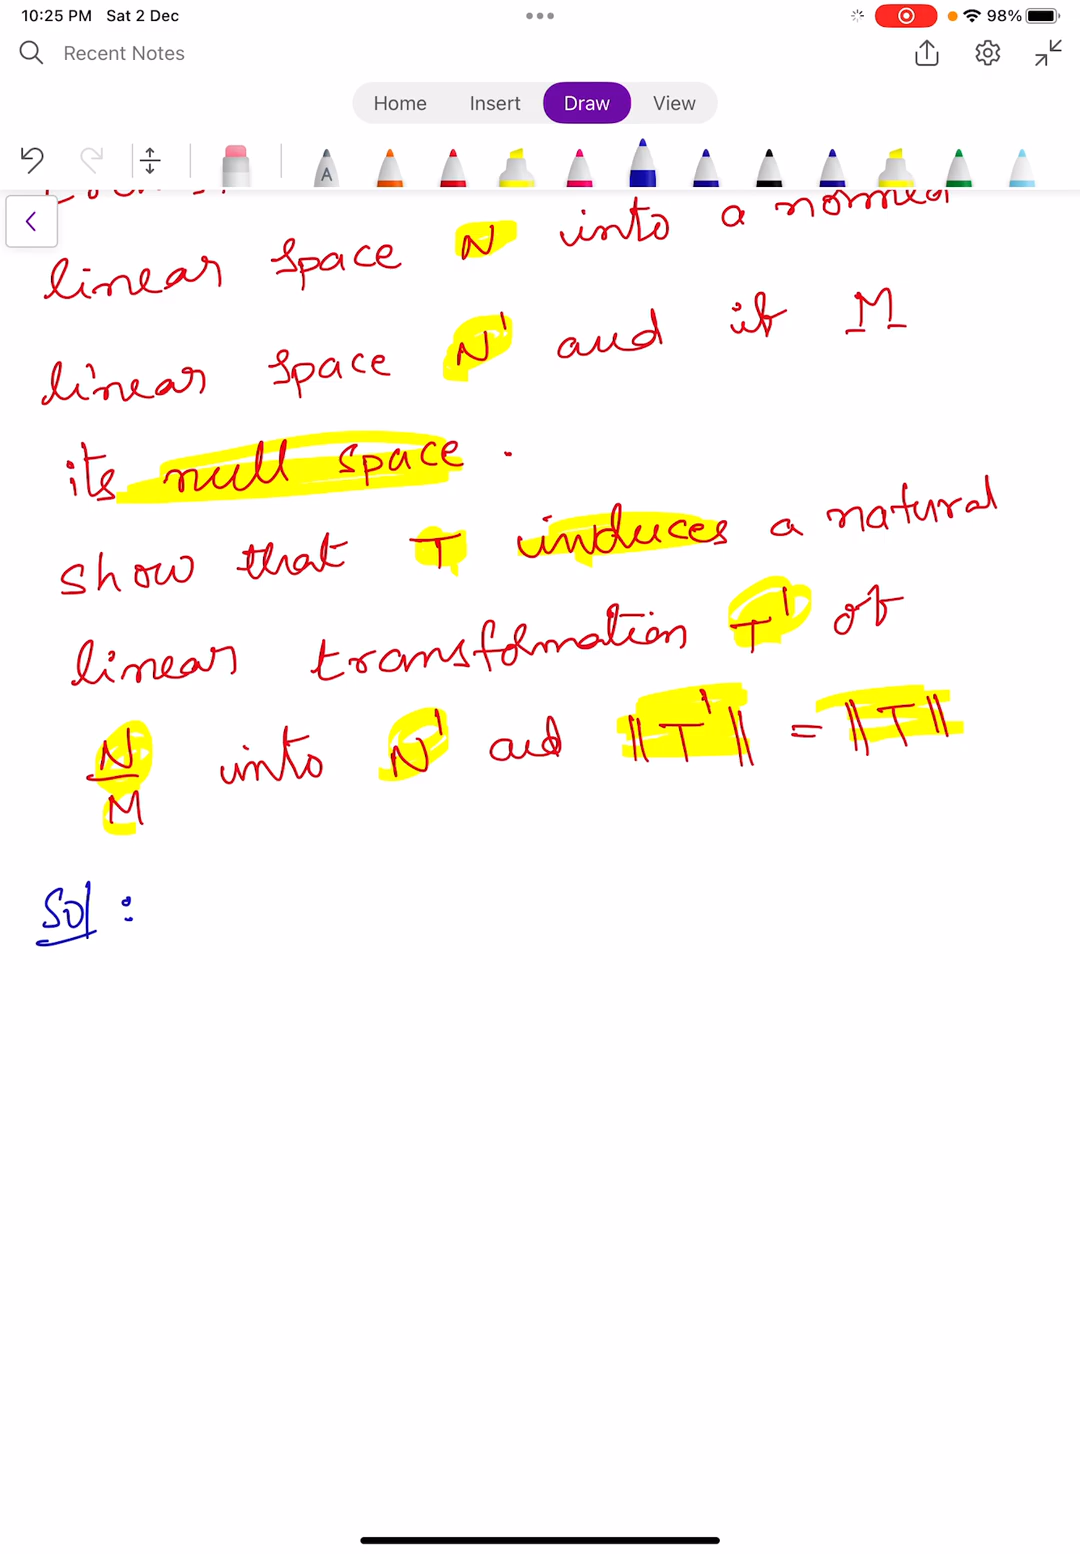 10:25 PM Sat 2 Dec
98%
Recent Notes
Home Insert Draw View
A
linear space N into a normed
linear space N' and if M
its null space.
show that T induces a natural
linear transformation T' of
N/M into N' and ||T'|| = ||T||
Sol :